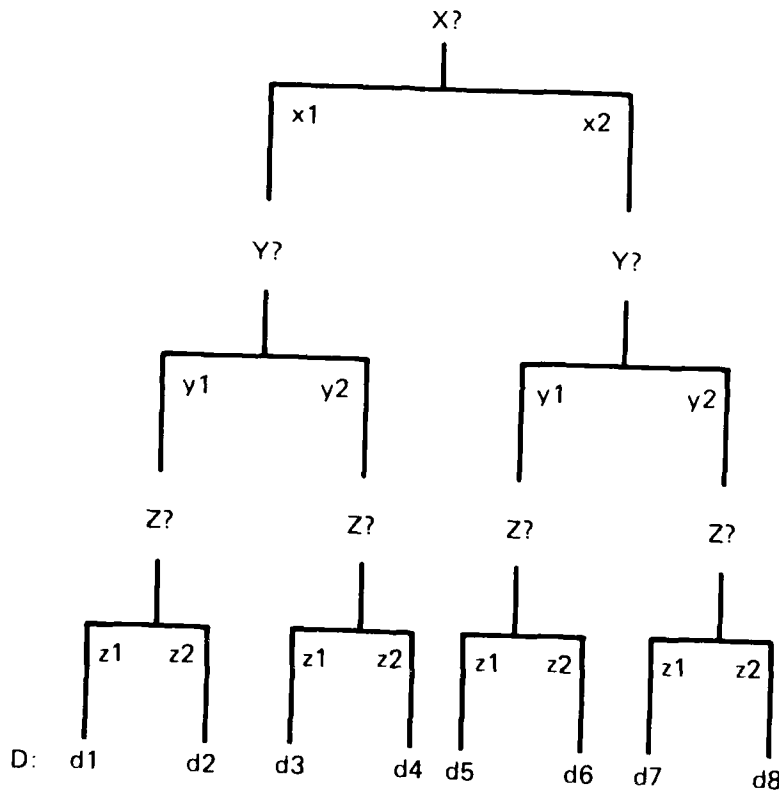 X?
x1 x2
Y? Y?
y1 y2 y1 y2
Z? Z? Z? Z?
z1 z2 z1 z2 z1 z2 z1 z2
D: d1 d2 d3 d4 d5 d6 d7 d8